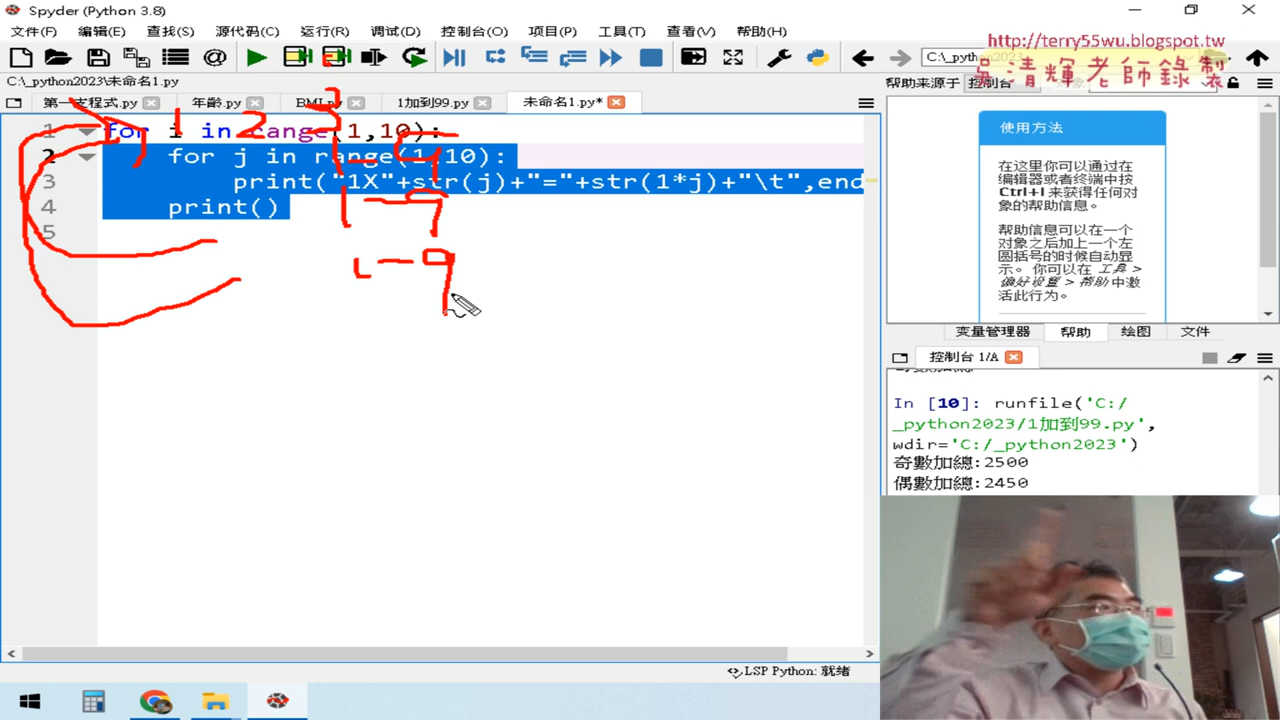 Spyder (Python 3.8)
文件(F) 编辑(E) 查找(S) 源代码(C) 运行(R) 调试(D) 控制台(O) 项目(P) 工具(T) 查看(V) 帮助(H)
http://terry55wu.blogspot.tw
吳清輝老師錄製
C:\_python2023
C:\_python2023\未命名1.py
帮助来源于 控制台
第一支程式.py 年齡.py BMI.py 1加到99.py 未命名1.py*
1 2 3
1 for i in range(1,10):
2 for j in range(1,10):
3 print("1X"+str(j)+"="+str(1*j)+"\t",end
4 print()
5
1-9
1-9
1-9
使用方法
在这里你可以通过在
编辑器或者终端中按
Ctrl+I 来获得任何对
象的帮助信息。
帮助信息可以在一个
对象之后加上一个左
圆括号的时候自动显
示。 你可以在 工具 >
偏好设置 > 帮助 中激
活此行为。
变量管理器 帮助 绘图 文件
控制台 1/A
In [10]: runfile('C:/
_python2023/1加到99.py',
wdir='C:/_python2023')
奇數加總:2500
偶數加總:2450
LSP Python: 就绪